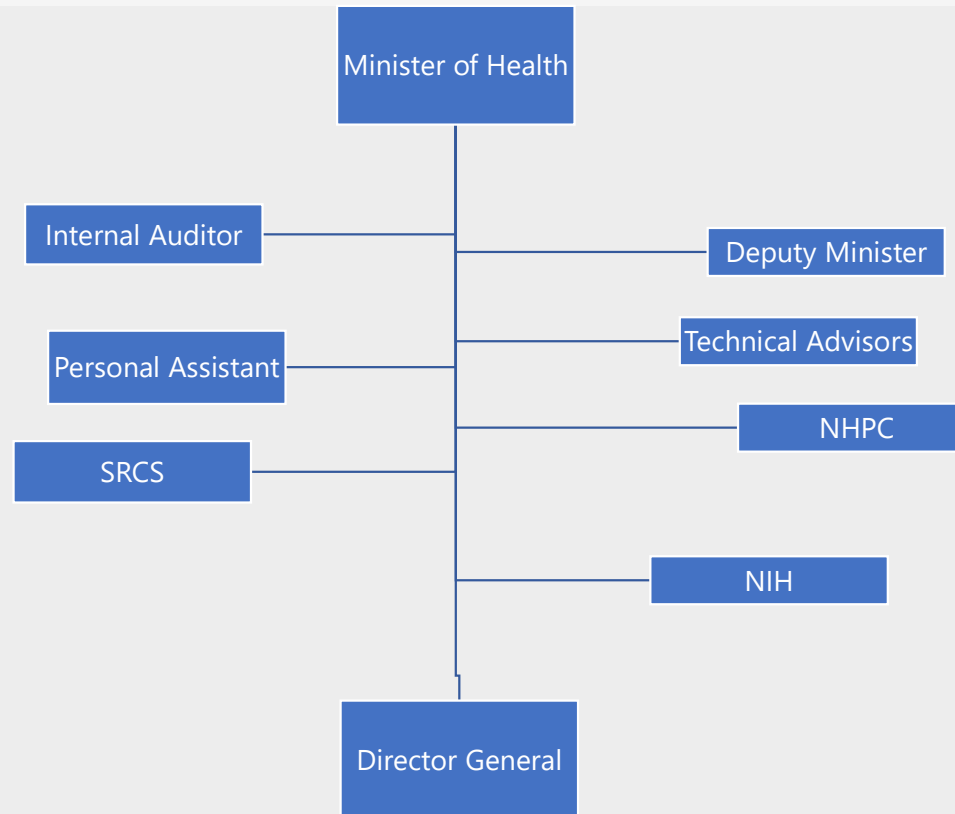 Minister of Health
Internal Auditor
Deputy Minister
Technical Advisors
Personal Assistant
NHPC
SRCS
NIH
Director General